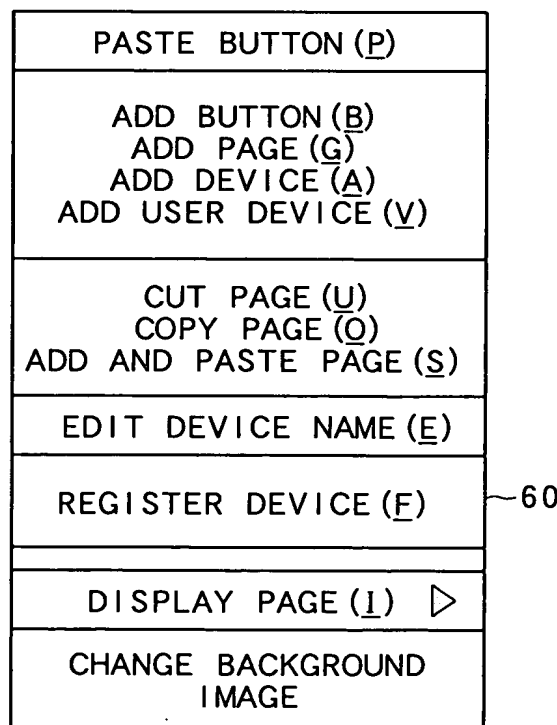 PASTE BUTTON (P)
ADD BUTTON (B)
ADD PAGE (G)
ADD DEVICE (A)
ADD USER DEVICE (V)
CUT PAGE (U)
COPY PAGE (O)
ADD AND PASTE PAGE (S)
EDIT DEVICE NAME (E)
REGISTER DEVICE (F)
60
DISPLAY PAGE (I) ▷
CHANGE BACKGROUND
IMAGE